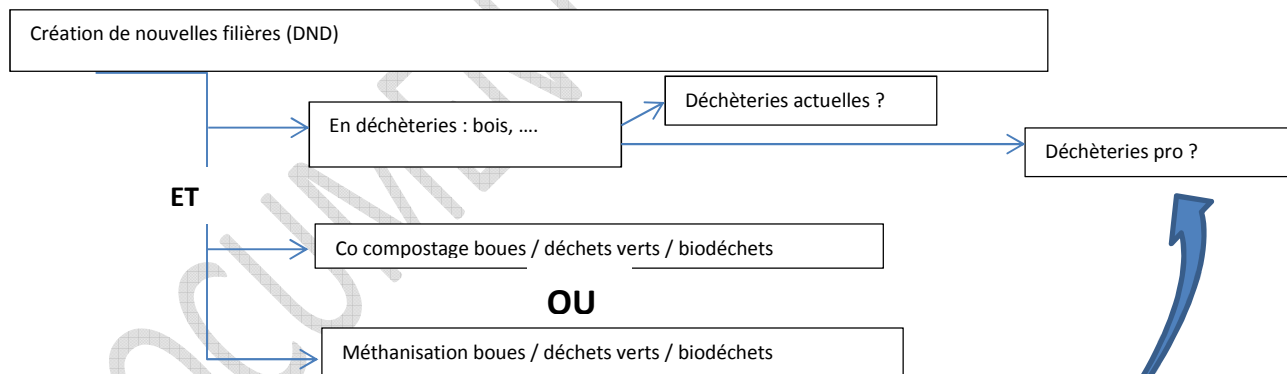 Création de nouvelles filières (DND)
Déchèteries actuelles ?
En déchèteries : bois, ....
Déchèteries pro ?
ET
Co compostage boues / déchets verts / biodéchets
OU
Méthanisation boues / déchets verts / biodéchets